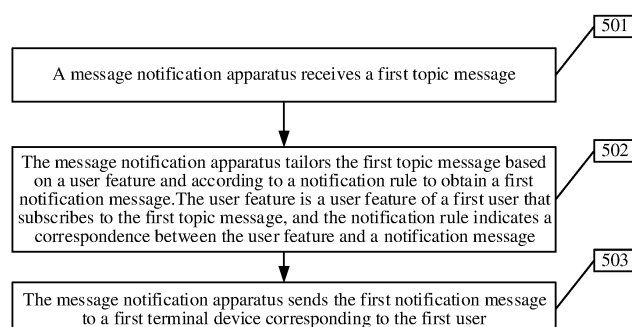 501
A message notification apparatus receives a first topic message
502
The message notification apparatus tailors the first topic message based
on a user feature and according to a notification rule to obtain a first
notification message.The user feature is a user feature of a first user that
subscribes to the first topic message, and the notification rule indicates a
correspondence between the user feature and a notification message
503
The message notification apparatus sends the first notification message
to a first terminal device corresponding to the first user